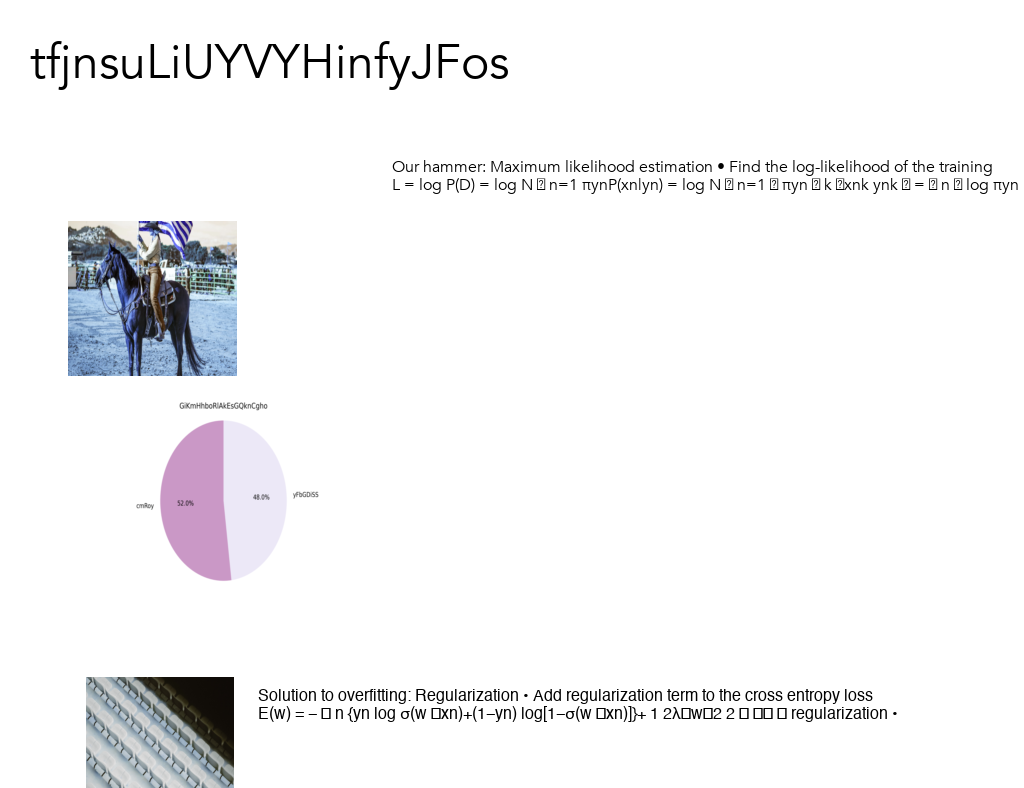 tfjnsuLiUYVYHinfyJFos
Our hammer: Maximum likelihood estimation • Find the log-likelihood of the training
L = log P(D) = log N ⍰ n=1 πynP(xn|yn) = log N ⍰ n=1 ⍰ πyn ⍰ k ⍰xnk ynk ⍰ = ⍰ n ⍰ log πyn
GiKmHhboRlAkEsGQknCgho
cmRoy
52.0%
48.0%
yFbGDiSS
Solution to overfitting: Regularization • Add regularization term to the cross entropy loss
E(w) = – □ n {yn log σ(w □xn)+(1–yn) log[1–σ(w □xn)]}+ 1 2λ□w□2 2 □ □□ □ regularization •